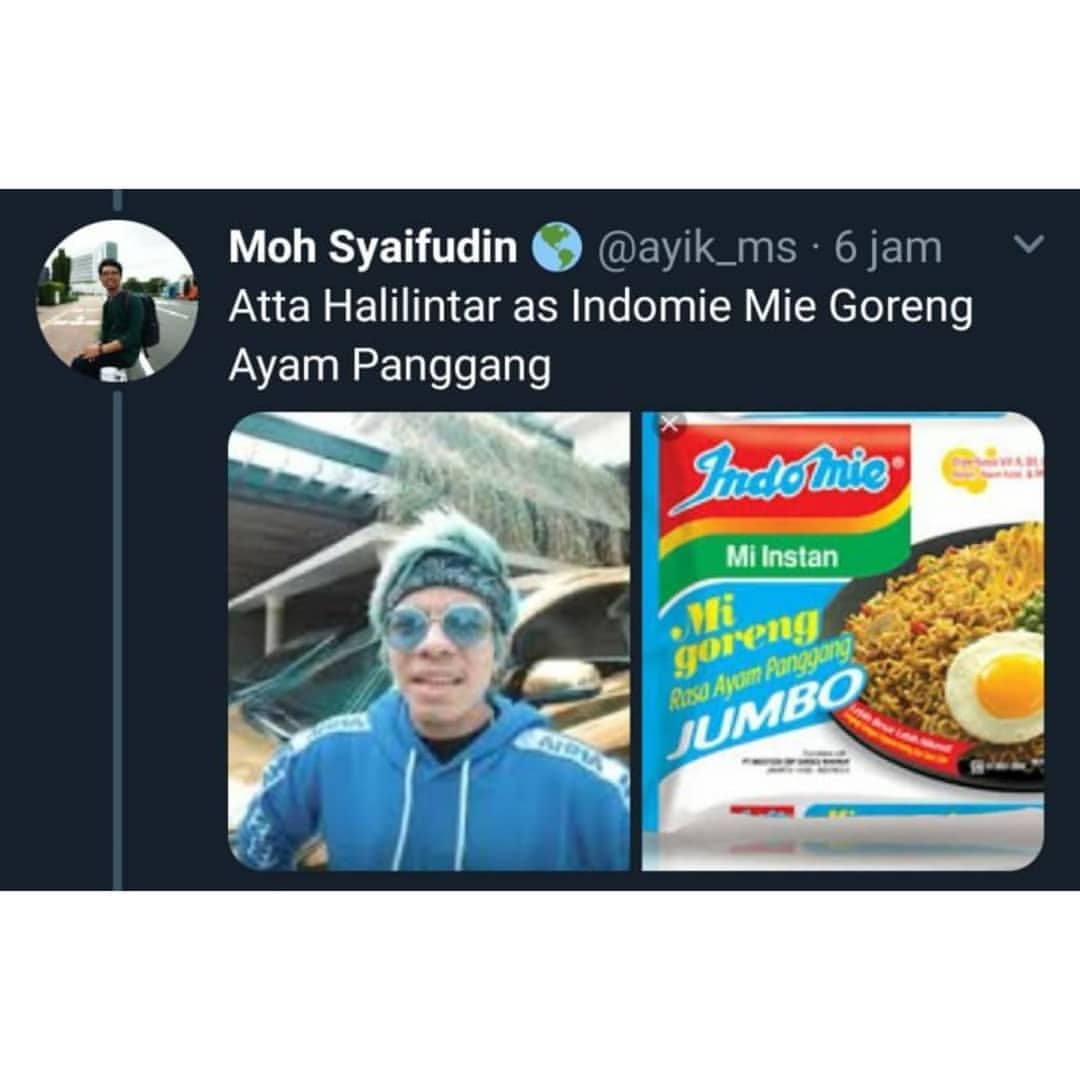 Moh Syaifudin 🌎 @ayik_ms · 6 jam
Atta Halilintar as Indomie Mie Goreng
Ayam Panggang
Indomie
Mi Instan
Mi
goreng
Rasa Ayam Panggang
JUMBO